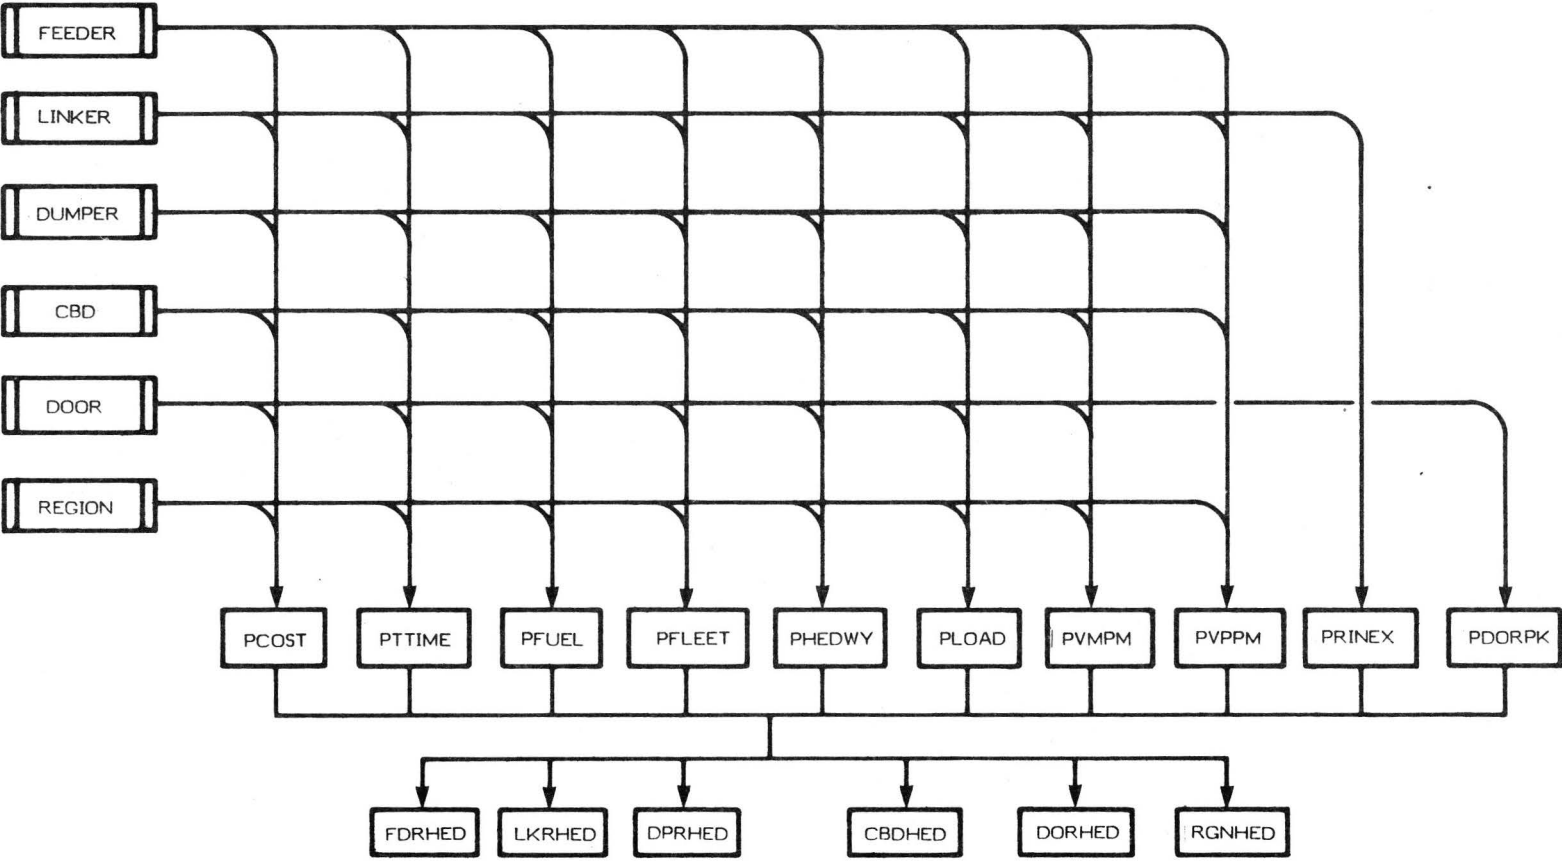 FEEDER
LINKER
DUMPER
CBD
DOOR
REGION
PCOST PTTIME PFUEL PFLEET PHEDWY PLOAD PVMPM PVPPM PRINEX PDORPK
FDRHED LKRHED DPRHED CBDHED DORHED RGNHED